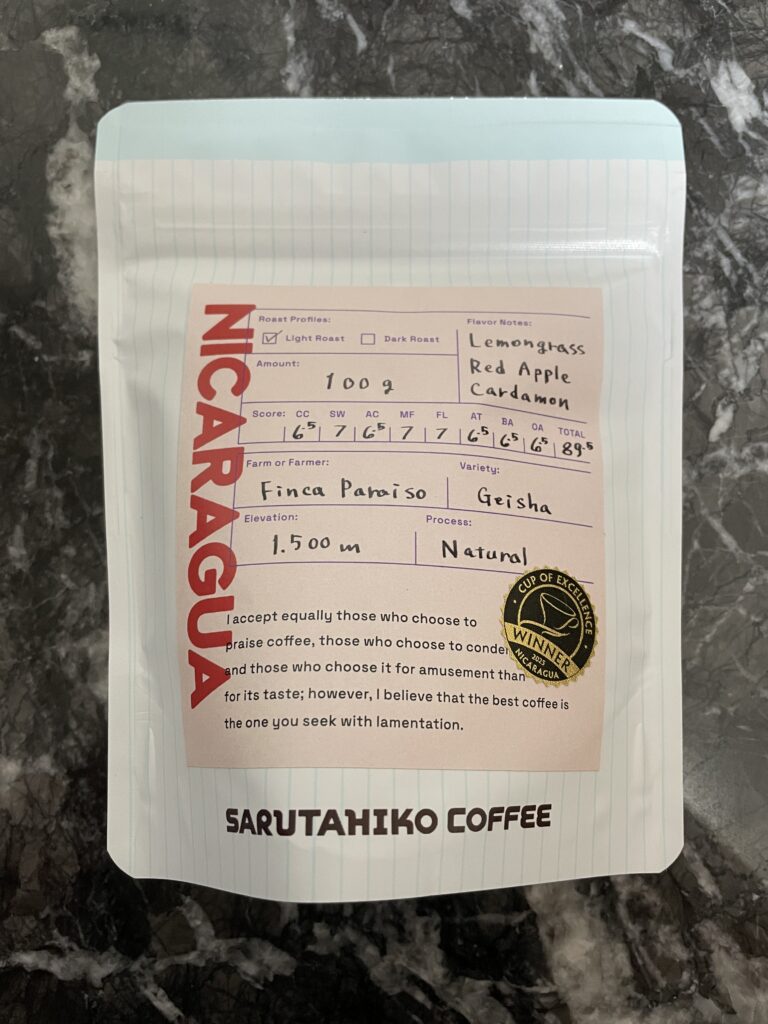 NICARAGUA
Roast Profiles:
Light Roast Dark Roast
Flavor Notes:
Lemongrass
Red Apple
Cardamon
Amount:
100 g
Score: CC SW AC MF FL AT BA OA TOTAL
6.5 7 6.5 7 7 6.5 6.5 6.5 89.5
Farm or Farmer:
Finca Paraiso
Variety:
Geisha
Elevation:
1.500 m
Process:
Natural
I accept equally those who choose to
praise coffee, those who choose to conde
and those who choose it for amusement than
for its taste; however, I believe that the best coffee is
the one you seek with lamentation.
CUP OF EXCELLENCE
WINNER
2025
NICARAGUA
SARUTAHIKO COFFEE